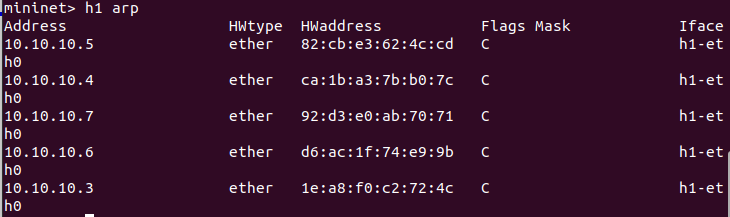 mininet> h1 arp
Address HWtype HWaddress Flags Mask Iface
10.10.10.5 ether 82:cb:e3:62:4c:cd C h1-et
h0
10.10.10.4 ether ca:1b:a3:7b:b0:7c C h1-et
h0
10.10.10.7 ether 92:d3:e0:ab:70:71 C h1-et
h0
10.10.10.6 ether d6:ac:1f:74:e9:9b C h1-et
h0
10.10.10.3 ether 1e:a8:f0:c2:72:4c C h1-et
h0